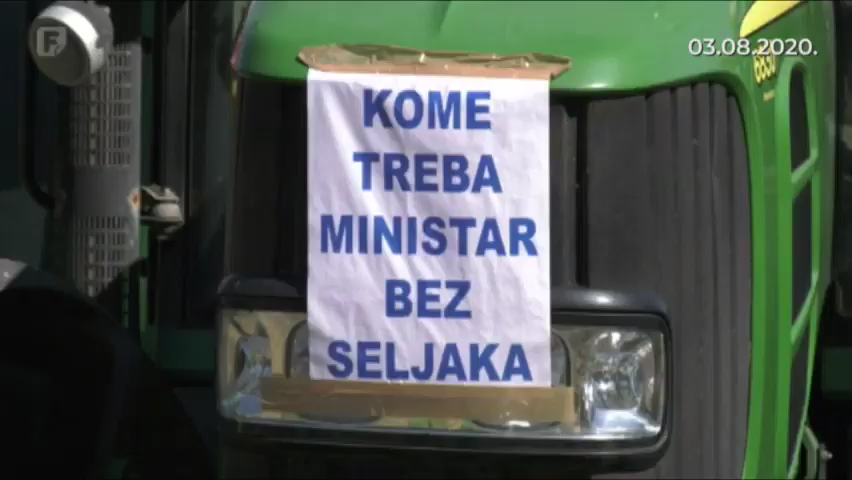 03.08.2020.
KOME
TREBA
MINISTAR
BEZ
SELJAKA